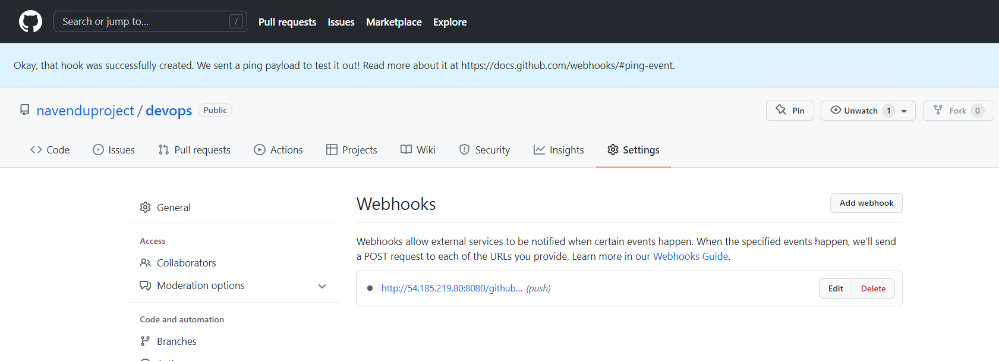 Search or jump to... /
Pull requests Issues Marketplace Explore
Okay, that hook was successfully created. We sent a ping payload to test it out! Read more about it at https://docs.github.com/webhooks/#ping-event.
navenduproject / devops Public
Pin Unwatch 1 Fork 0
Code Issues Pull requests Actions Projects Wiki Security Insights Settings
General
Access
Collaborators
Moderation options
Code and automation
Branches
Webhooks
Add webhook
Webhooks allow external services to be notified when certain events happen. When the specified events happen, we’ll send
a POST request to each of the URLs you provide. Learn more in our Webhooks Guide.
http://54.185.219.80:8080/github... (push)
Edit Delete